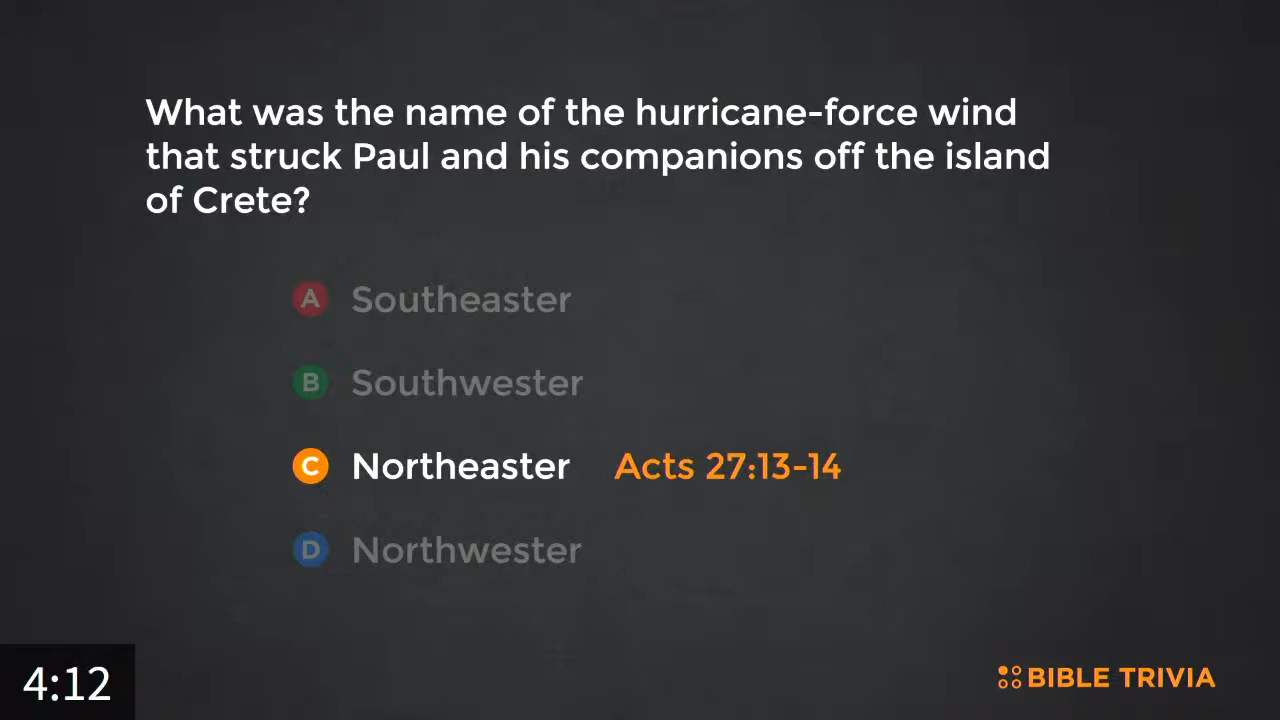 What was the name of the hurricane-force wind
that struck Paul and his companions off the island
of Crete?
A Southeaster
B Southwester
C Northeaster Acts 27:13-14
D Northwester
4:12
BIBLE TRIVIA